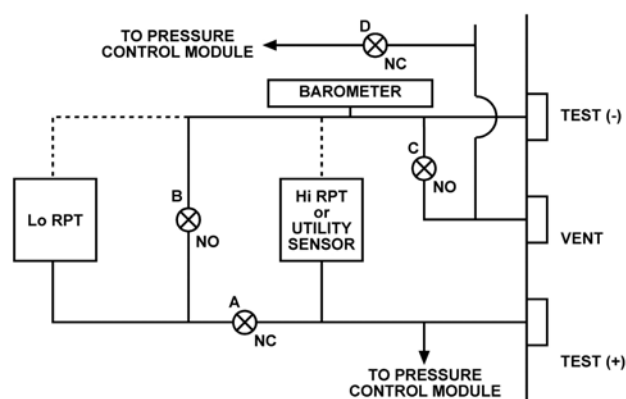 D
TO PRESSURE
CONTROL MODULE
NC
BAROMETER
TEST (-)
C
NO
B
NO
Lo RPT
Hi RPT
or
UTILITY
SENSOR
VENT
A
NC
TEST (+)
TO PRESSURE
CONTROL MODULE